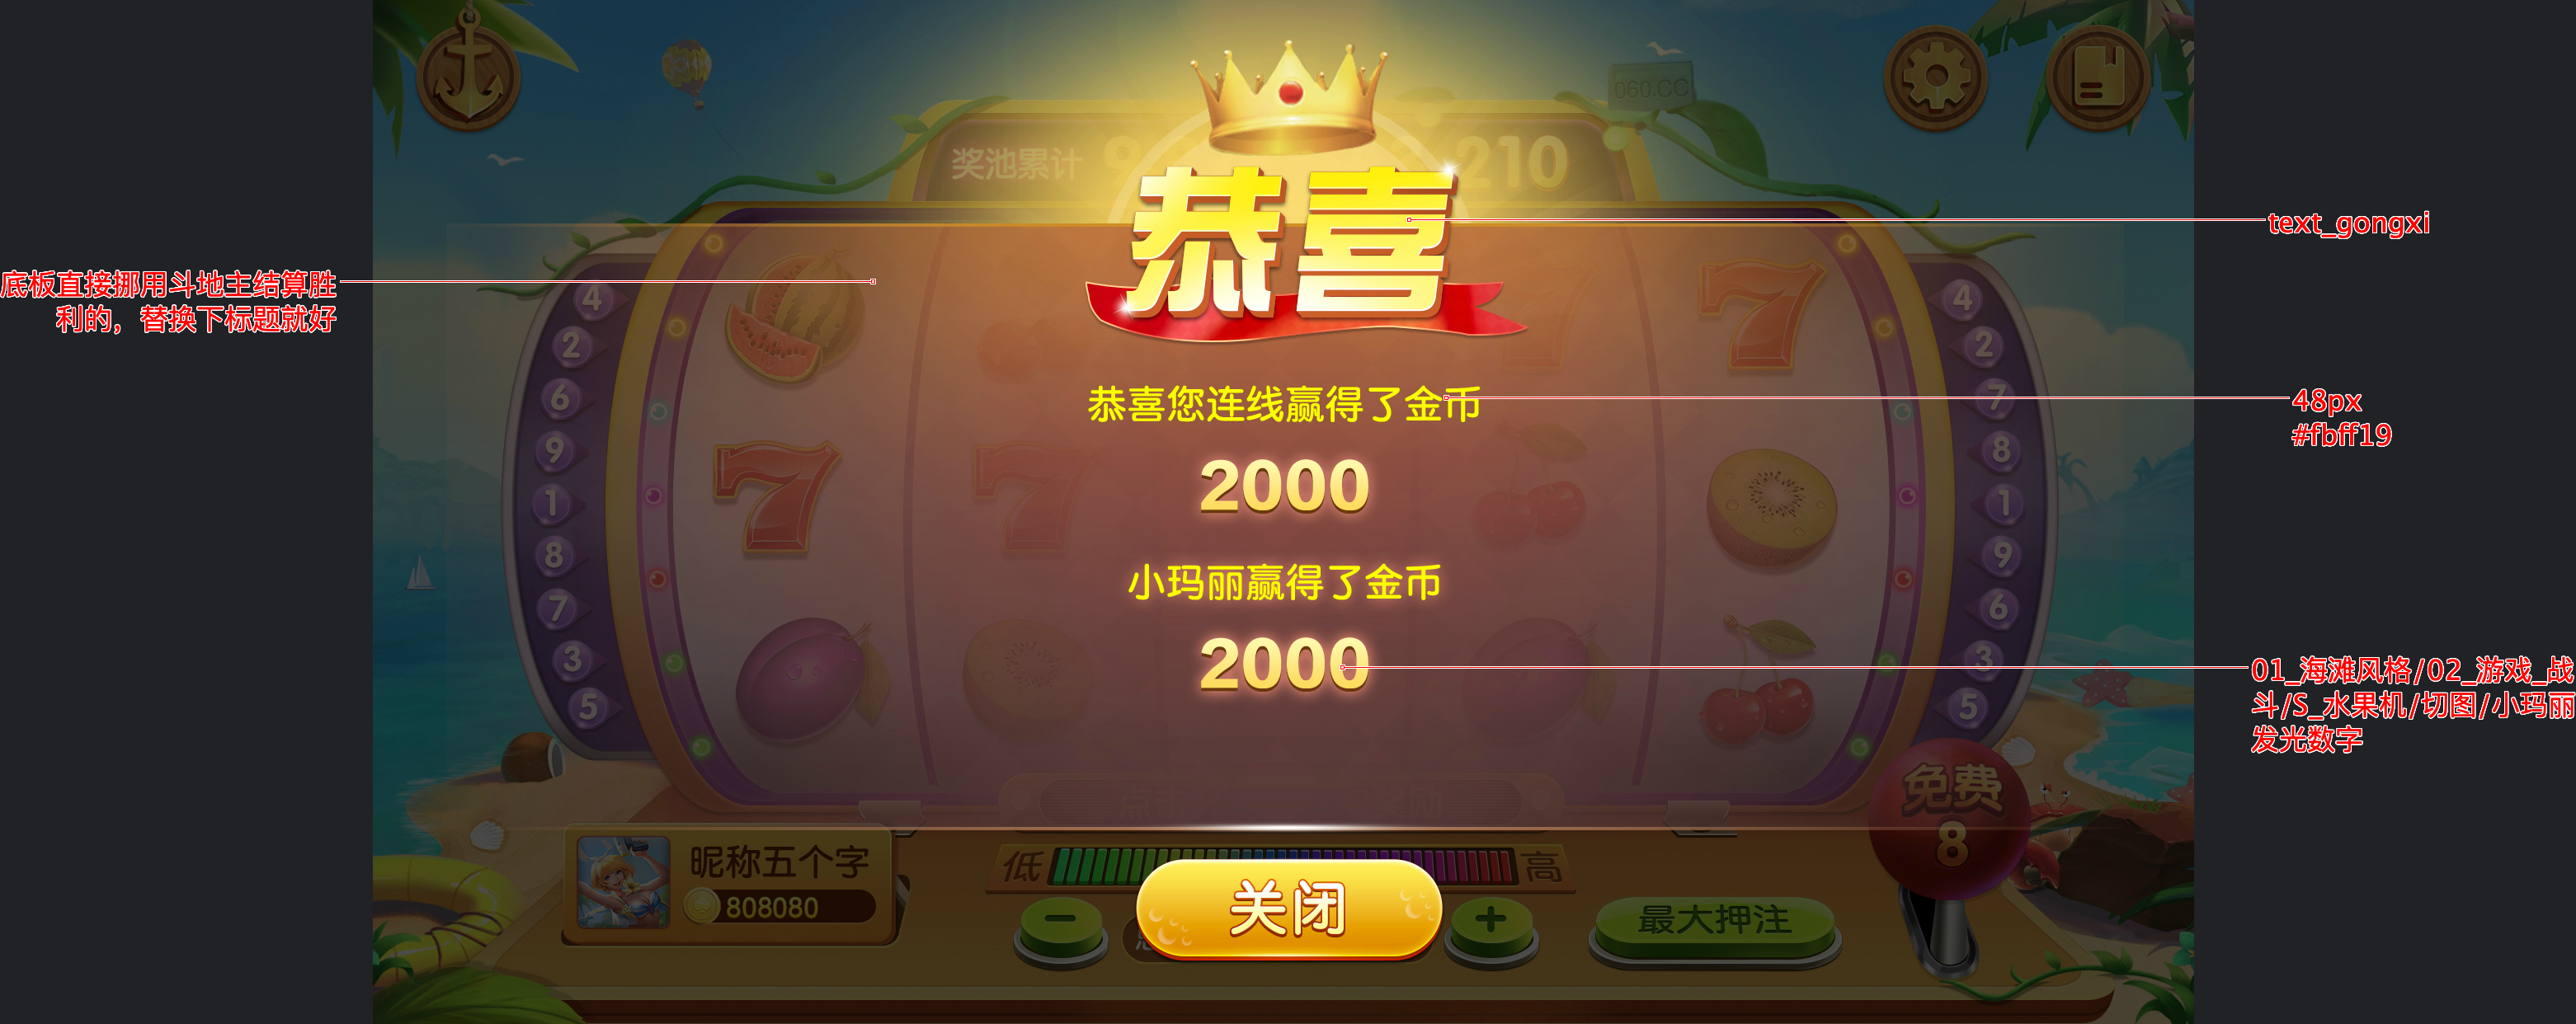 060.CC
奖池累计 9
210
恭喜
text_gongxi
底板直接挪用斗地主结算胜
利的，替换下标题就好
4
2
6
9
1
8
7
3
5
4
2
7
8
1
9
6
3
5
恭喜您连线赢得了金币
48px
#fbff19
2000
小玛丽赢得了金币
2000
01_海滩风格/02_游戏_战
斗/S_水果机/切图/小玛丽
发光数字
免费
8
昵称五个字
808080
低
高
关闭
最大押注